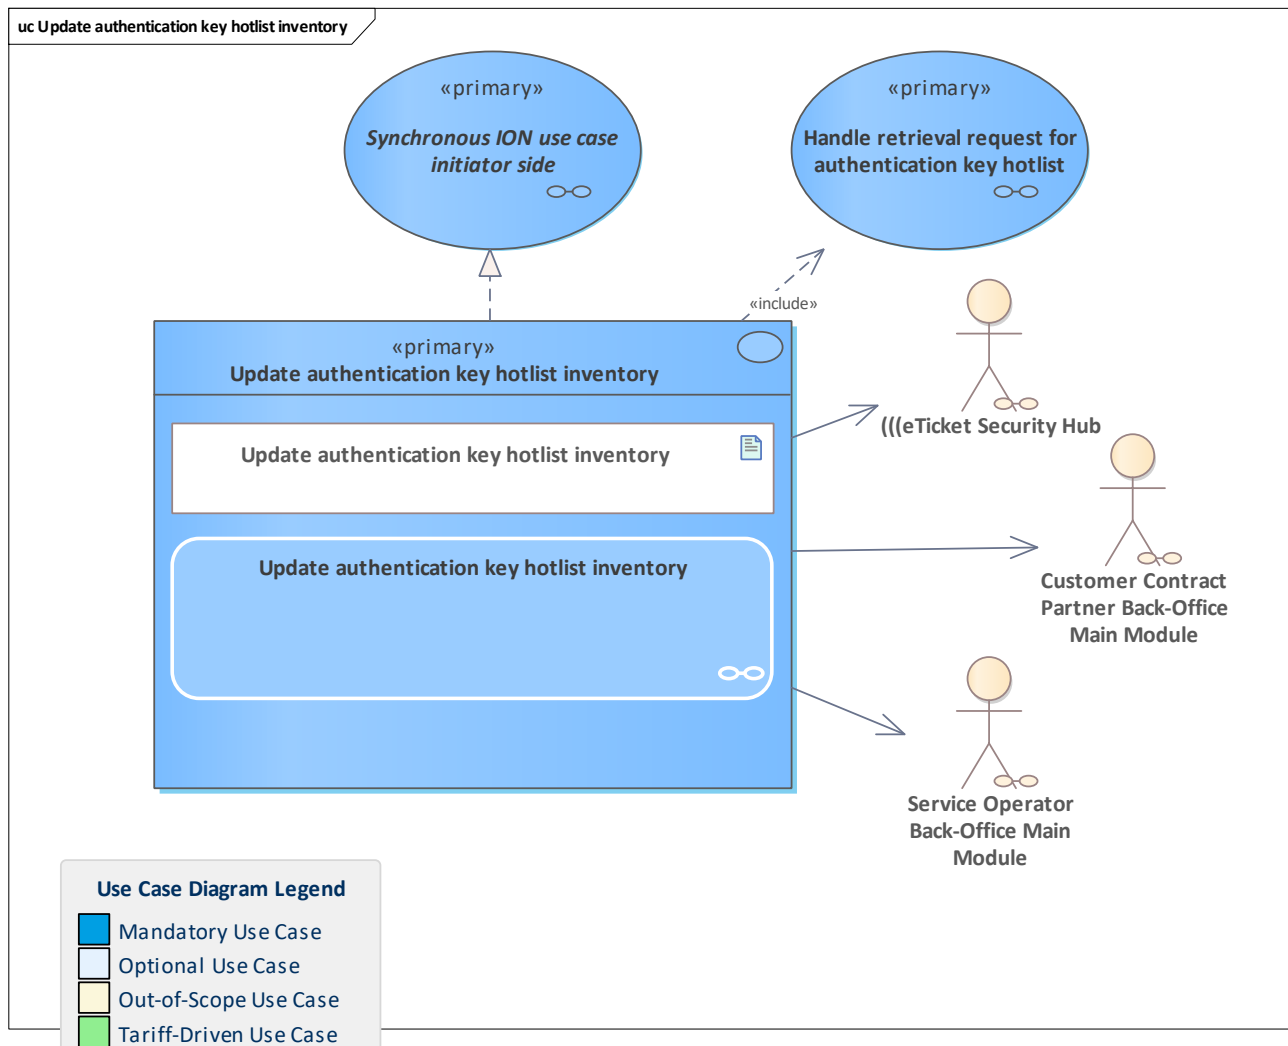 uc Update authentication key hotlist inventory
«primary»
Synchronous ION use case
initiator side
«primary»
Handle retrieval request for
authentication key hotlist
«include»
«primary»
Update authentication key hotlist inventory
Update authentication key hotlist inventory
Update authentication key hotlist inventory
(((eTicket Security Hub
Customer Contract
Partner Back-Office
Main Module
Service Operator
Back-Office Main
Module
Use Case Diagram Legend
Mandatory Use Case
Optional Use Case
Out-of-Scope Use Case
Tariff-Driven Use Case